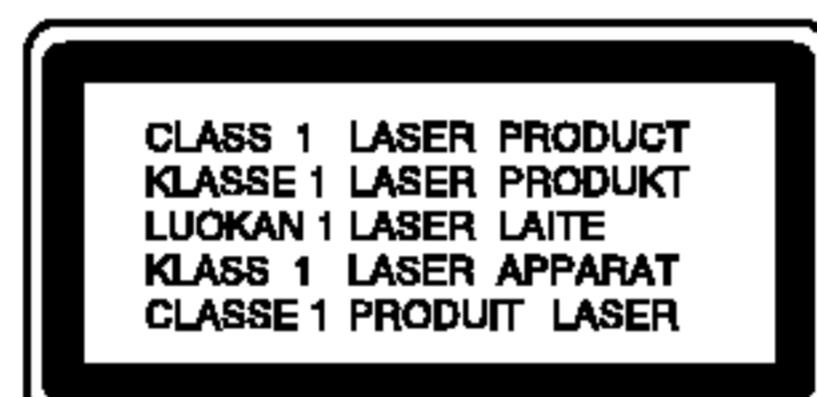 CLASS 1 LASER PRODUCT
KLASSE 1 LASER PRODUKT
LUOKAN 1 LASER LAITE
KLASS 1 LASER APPARAT
CLASSE 1 PRODUIT LASER